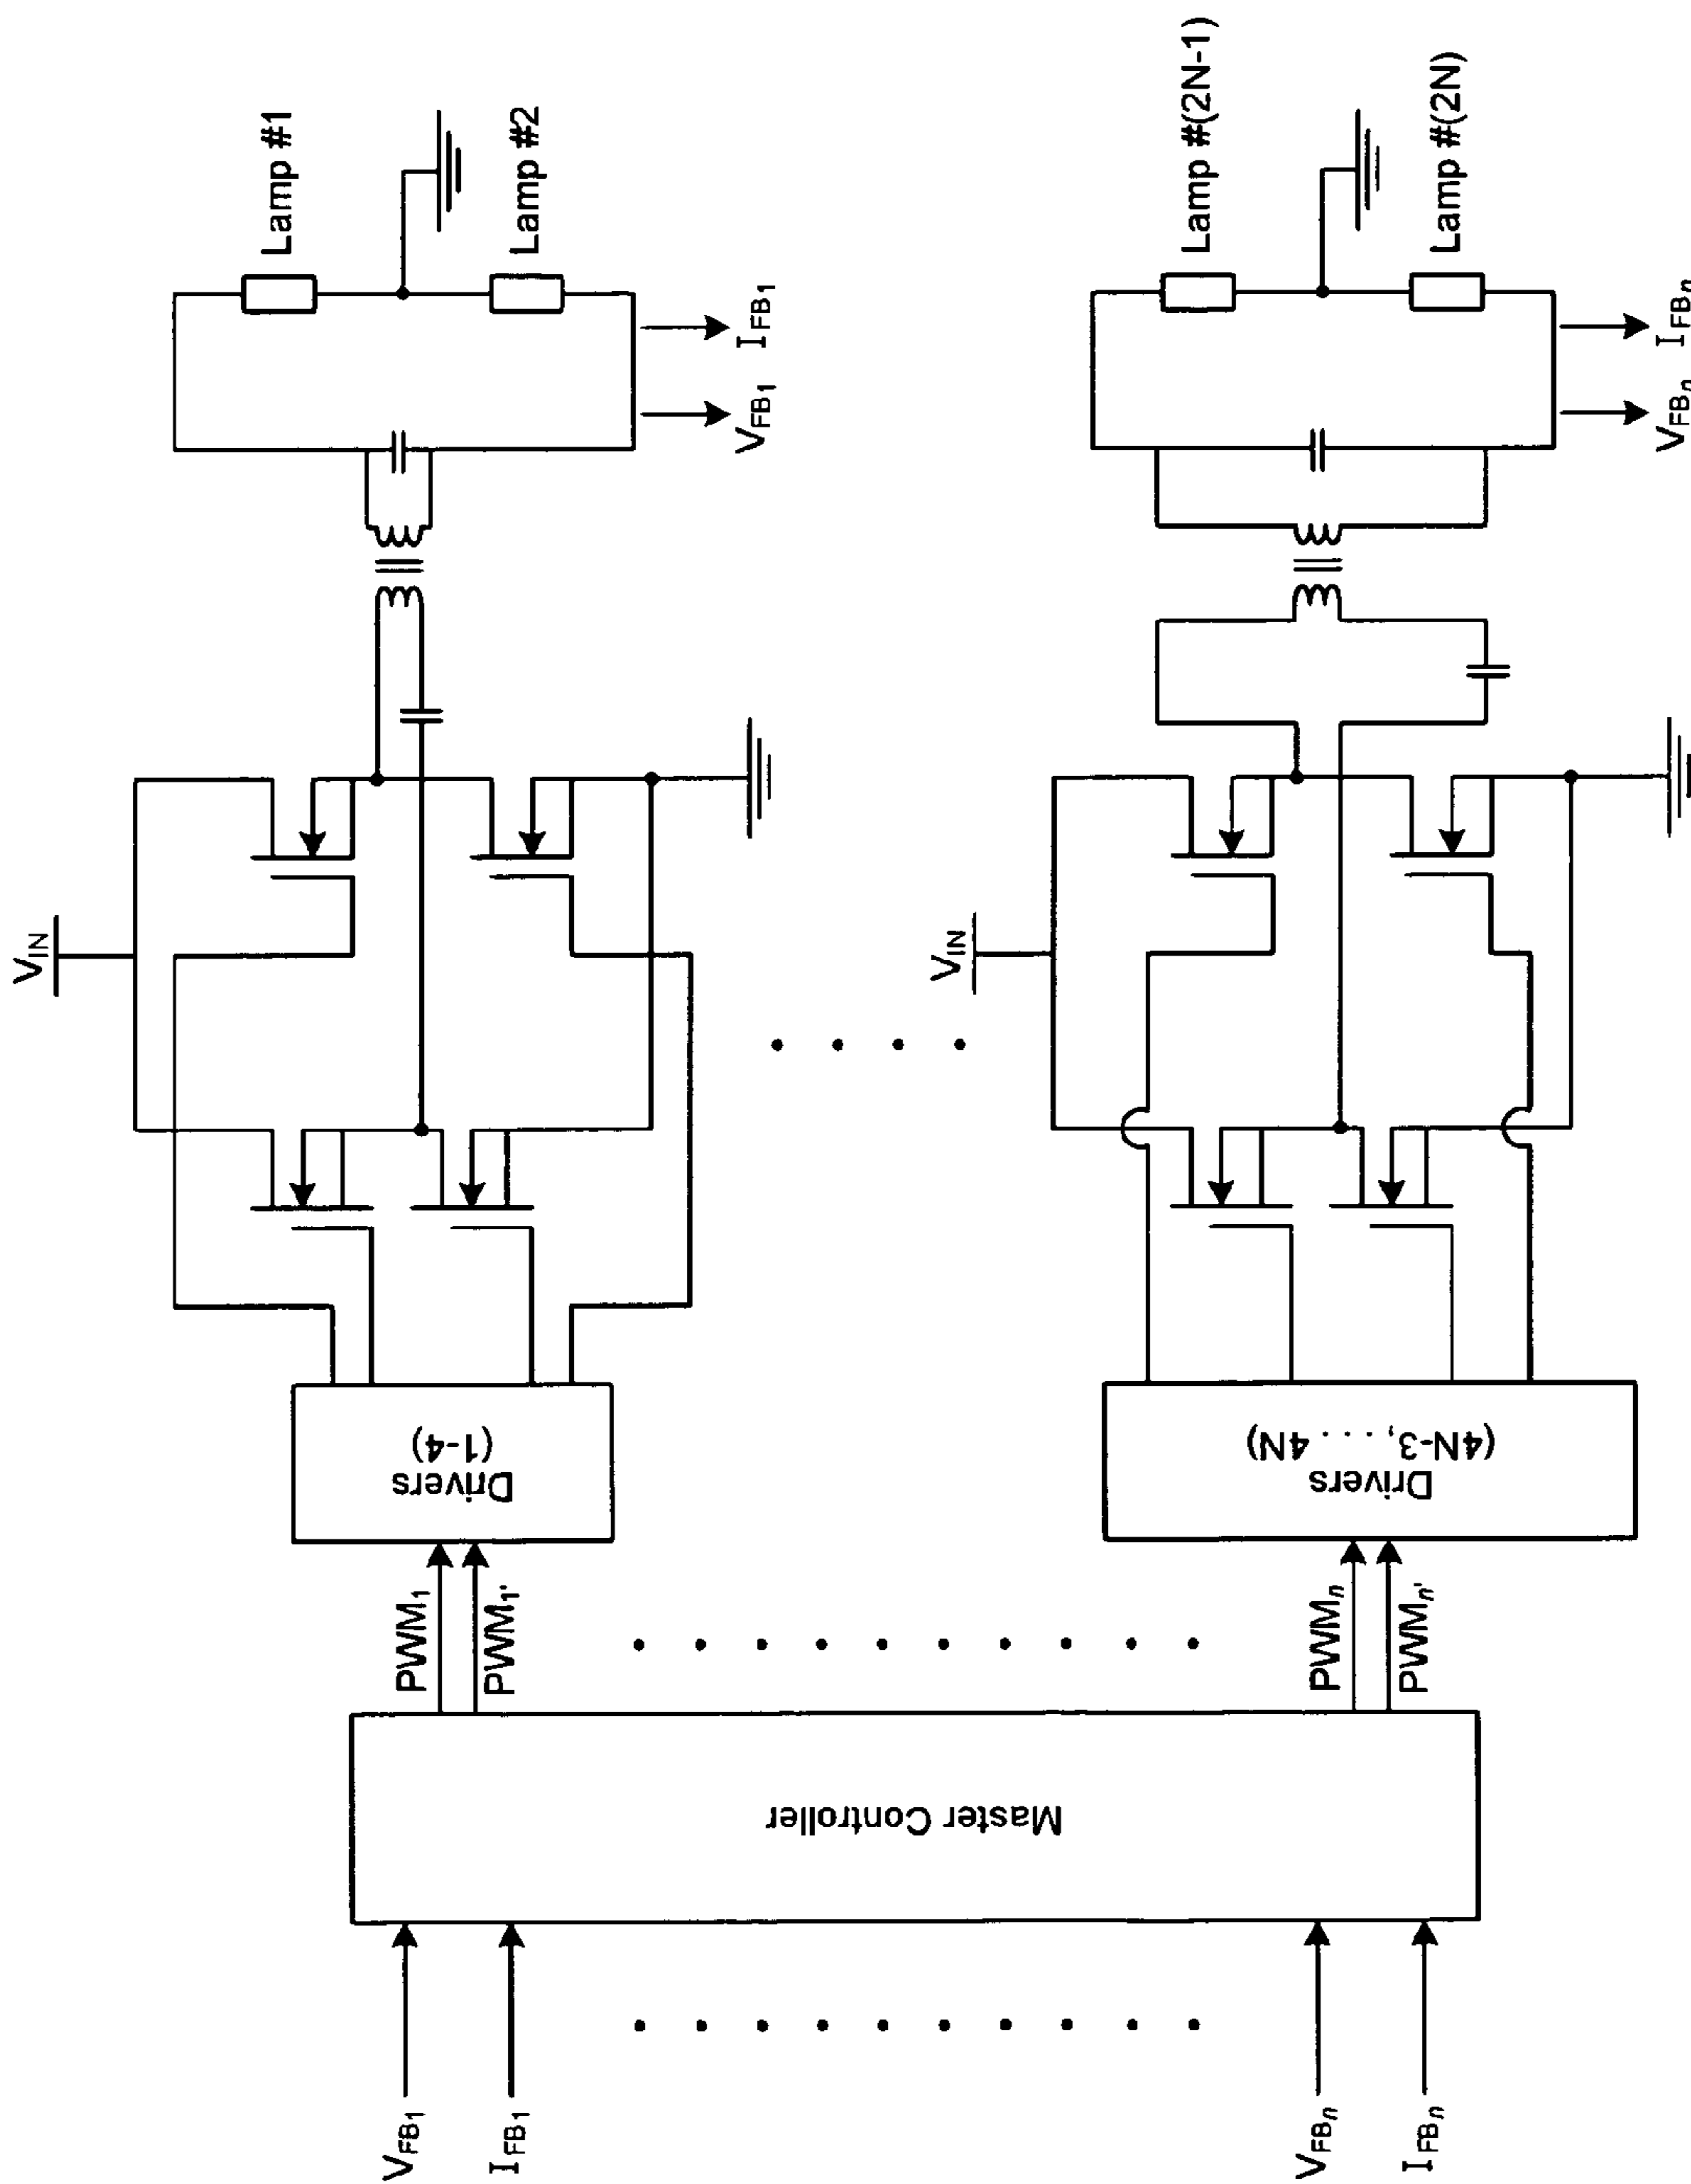 V_FB1
I_FB1
V_FBn
I_FBn
Master Controller
PWM_1
PWM_1'
PWM_n
PWM_n'
Drivers
(1-4)
Drivers
(4N-3, . . . 4N)
V_IN
V_IN
Lamp #1
Lamp #2
V_FB1
I_FB1
Lamp #(2N-1)
Lamp #(2N)
V_FBn
I_FBn